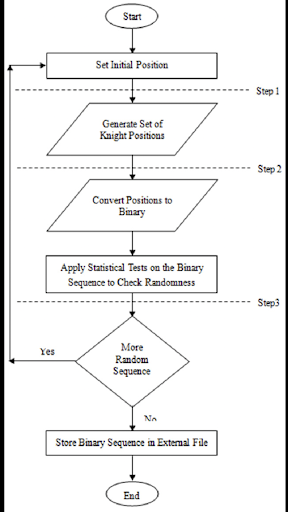 Start
Set Initial Position
Step 1
Generate Set of
Knight Positions
Step 2
Convert Positions to
Binary
Apply Statistical Tests on the Binary
Sequence to Check Randomness
Step3
More
Random
Sequence
Yes
No
Store Binary Sequence in External File
End